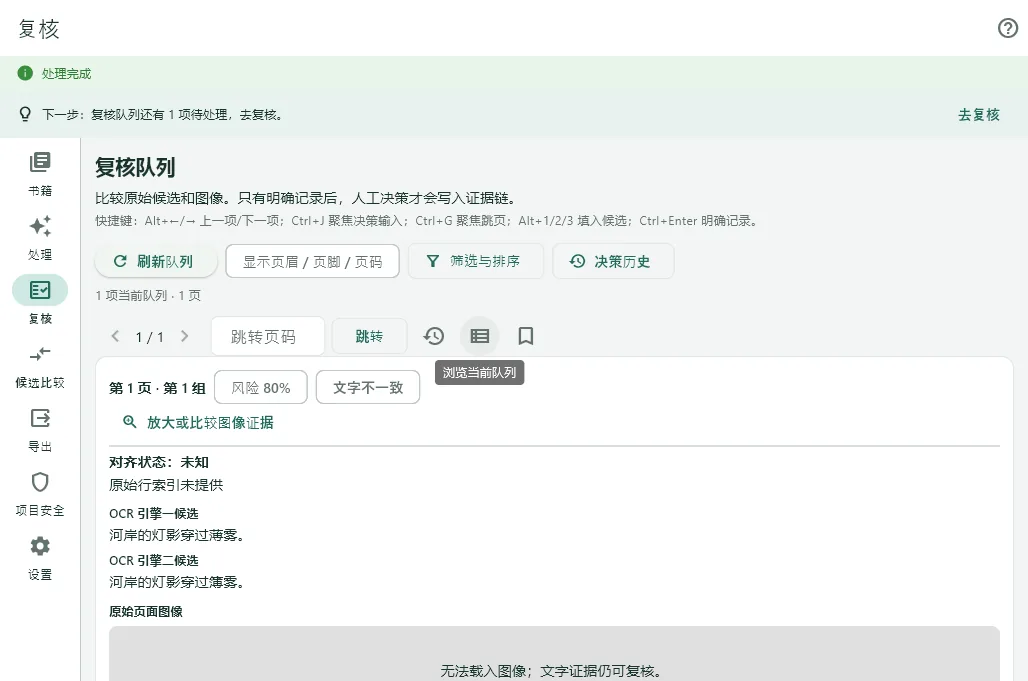 复核
处理完成
下一步：复核队列还有 1 项待处理，去复核。
去复核
书籍
处理
复核
候选比较
导出
项目安全
设置
复核队列
比较原始候选和图像。只有明确记录后，人工决策才会写入证据链。
快捷键：Alt+←/→ 上一项/下一项；Ctrl+J 聚焦决策输入；Ctrl+G 聚焦跳页；Alt+1/2/3 填入候选；Ctrl+Enter 明确记录。
刷新队列
显示页眉 / 页脚 / 页码
筛选与排序
决策历史
1 项当前队列 · 1 页
1 / 1
跳转页码
跳转
浏览当前队列
第 1 页 · 第 1 组
风险 80%
文字不一致
放大或比较图像证据
对齐状态：未知
原始行索引未提供
OCR 引擎一候选
河岸的灯影穿过薄雾。
OCR 引擎二候选
河岸的灯影穿过簿雾。
原始页面图像
无法载入图像；文字证据仍可复核。